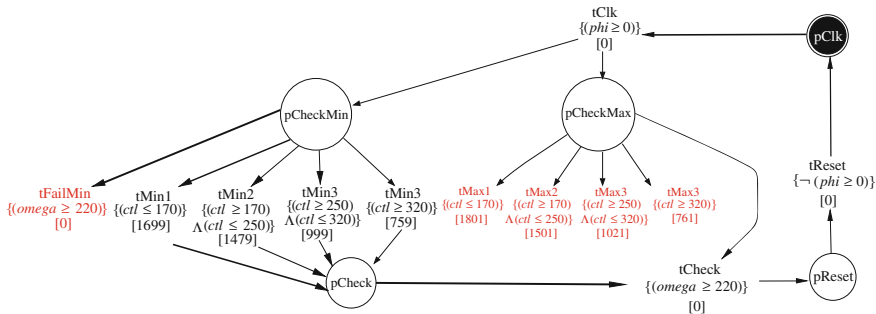 tClk
{(phi ≥ 0)}
[0]
pClk
pCheckMin
pCheckMax
tFailMin
{(omega ≥ 220)}
[0]
tMin1
{(ctl ≤ 170)}
[1699]
tMin2
{(ctl ≥ 170)
Λ(ctl ≤ 250)}
[1479]
tMin3
{(ctl ≥ 250)
Λ(ctl ≤ 320)}
[999]
tMin3
{(ctl ≥ 320)}
[759]
tMax1
{(ctl ≤ 170)}
[1801]
tMax2
{(ctl ≥ 170)
Λ(ctl ≤ 250)}
[1501]
tMax3
{(ctl ≥ 250)
Λ(ctl ≤ 320)}
[1021]
tMax3
{(ctl ≥ 320)}
[761]
tReset
{¬ (phi ≥ 0)}
[0]
pCheck
tCheck
{(omega ≥ 220)}
[0]
pReset